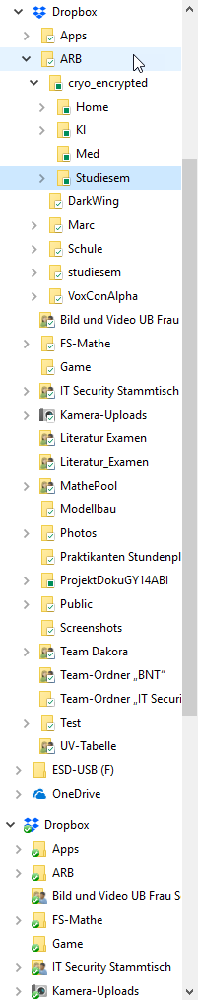 Dropbox
Apps
ARB
cryo_encrypted
Home
KI
Med
Studiesem
DarkWing
Marc
Schule
studiesem
VoxConAlpha
Bild und Video UB Frau
FS-Mathe
Game
IT Security Stammtisch
Kamera-Uploads
Literatur Examen
Literatur_Examen
MathePool
Modellbau
Photos
Praktikanten Stundenpl
ProjektDokuGY14ABI
Public
Screenshots
Team Dakora
Team-Ordner „BNT“
Team-Ordner „IT Securi
Test
UV-Tabelle
ESD-USB (F)
OneDrive
Dropbox
Apps
ARB
Bild und Video UB Frau S
FS-Mathe
Game
IT Security Stammtisch
Kamera-Uploads